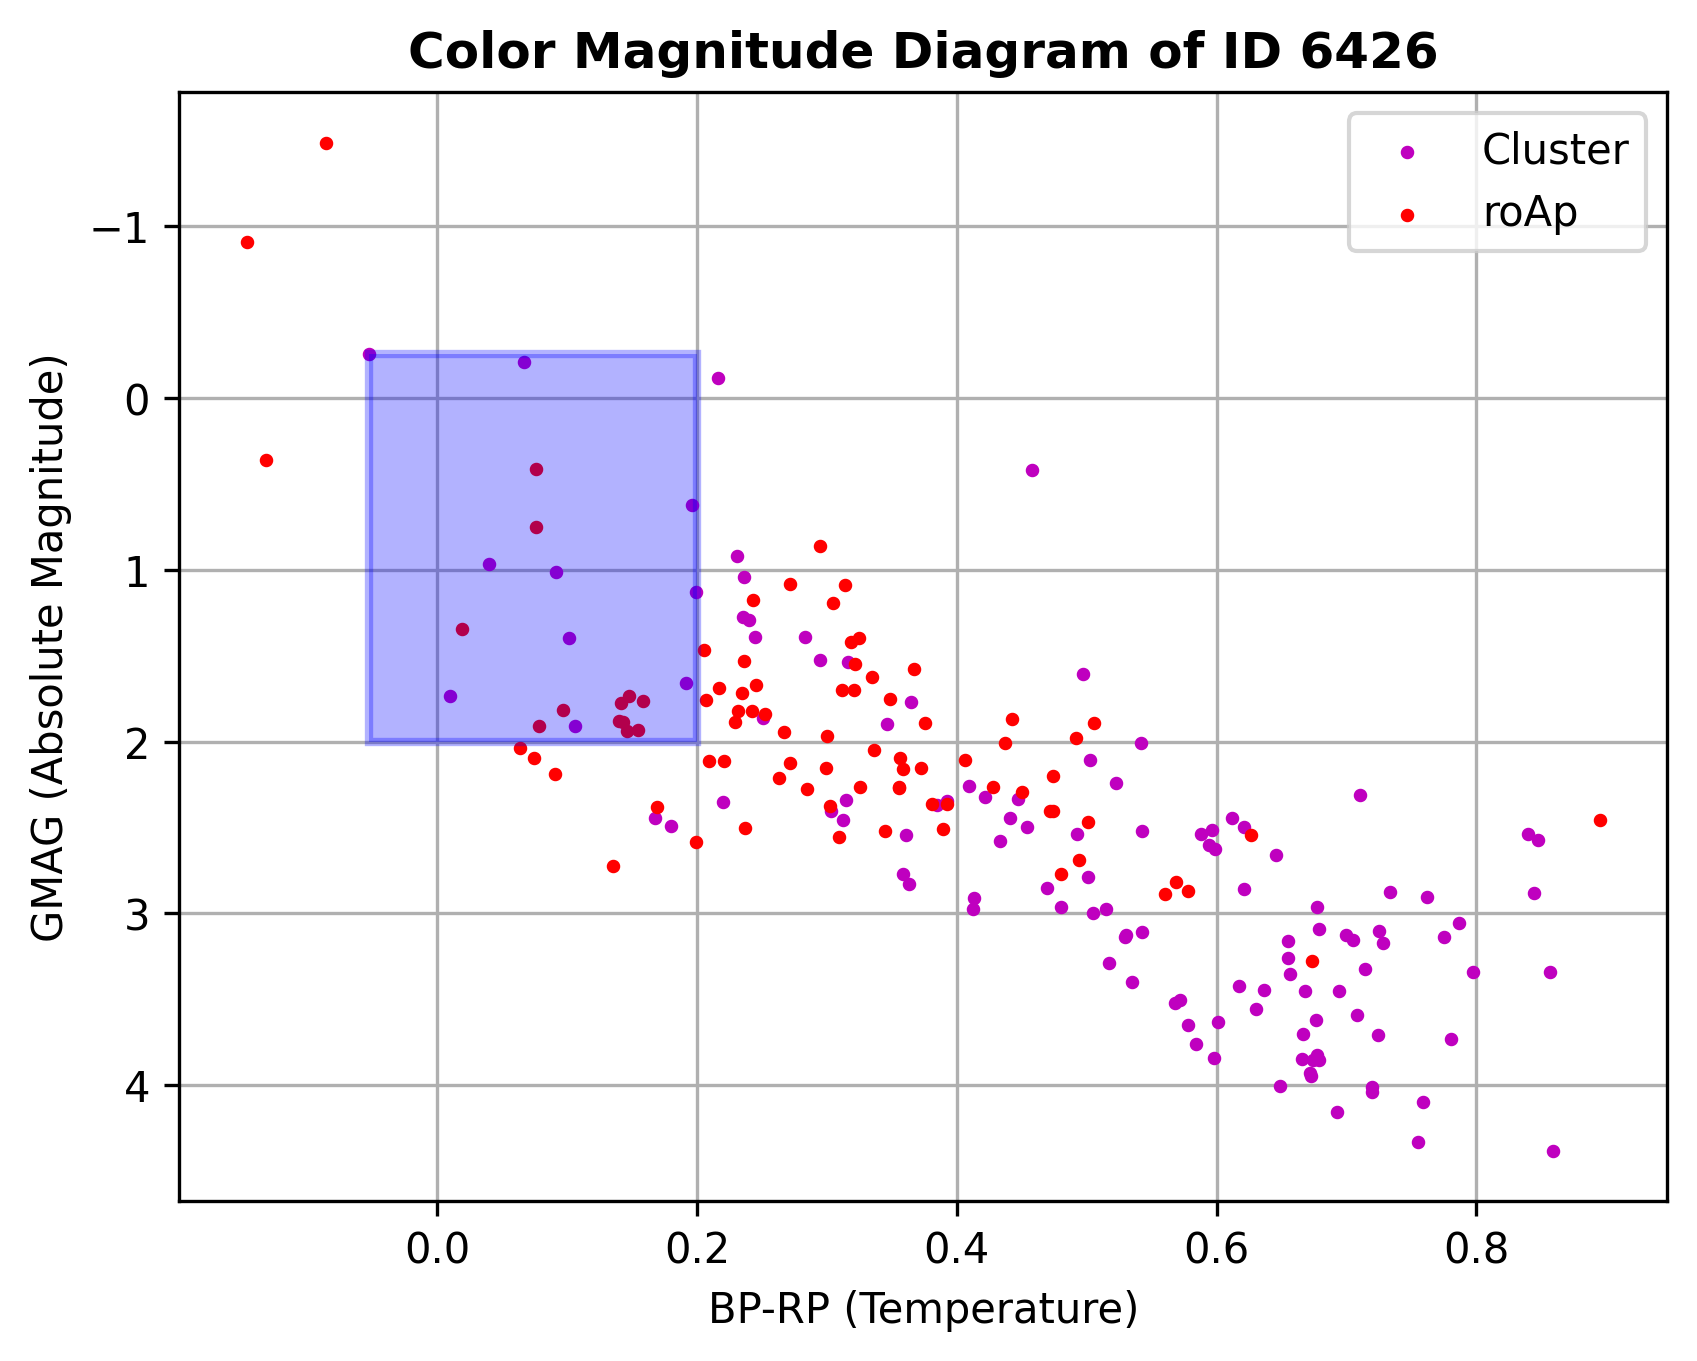 Color Magnitude Diagram of ID 6426
Cluster
roAp
−1
0
1
2
3
4
GMAG (Absolute Magnitude)
0.0 0.2 0.4 0.6 0.8
BP-RP (Temperature)